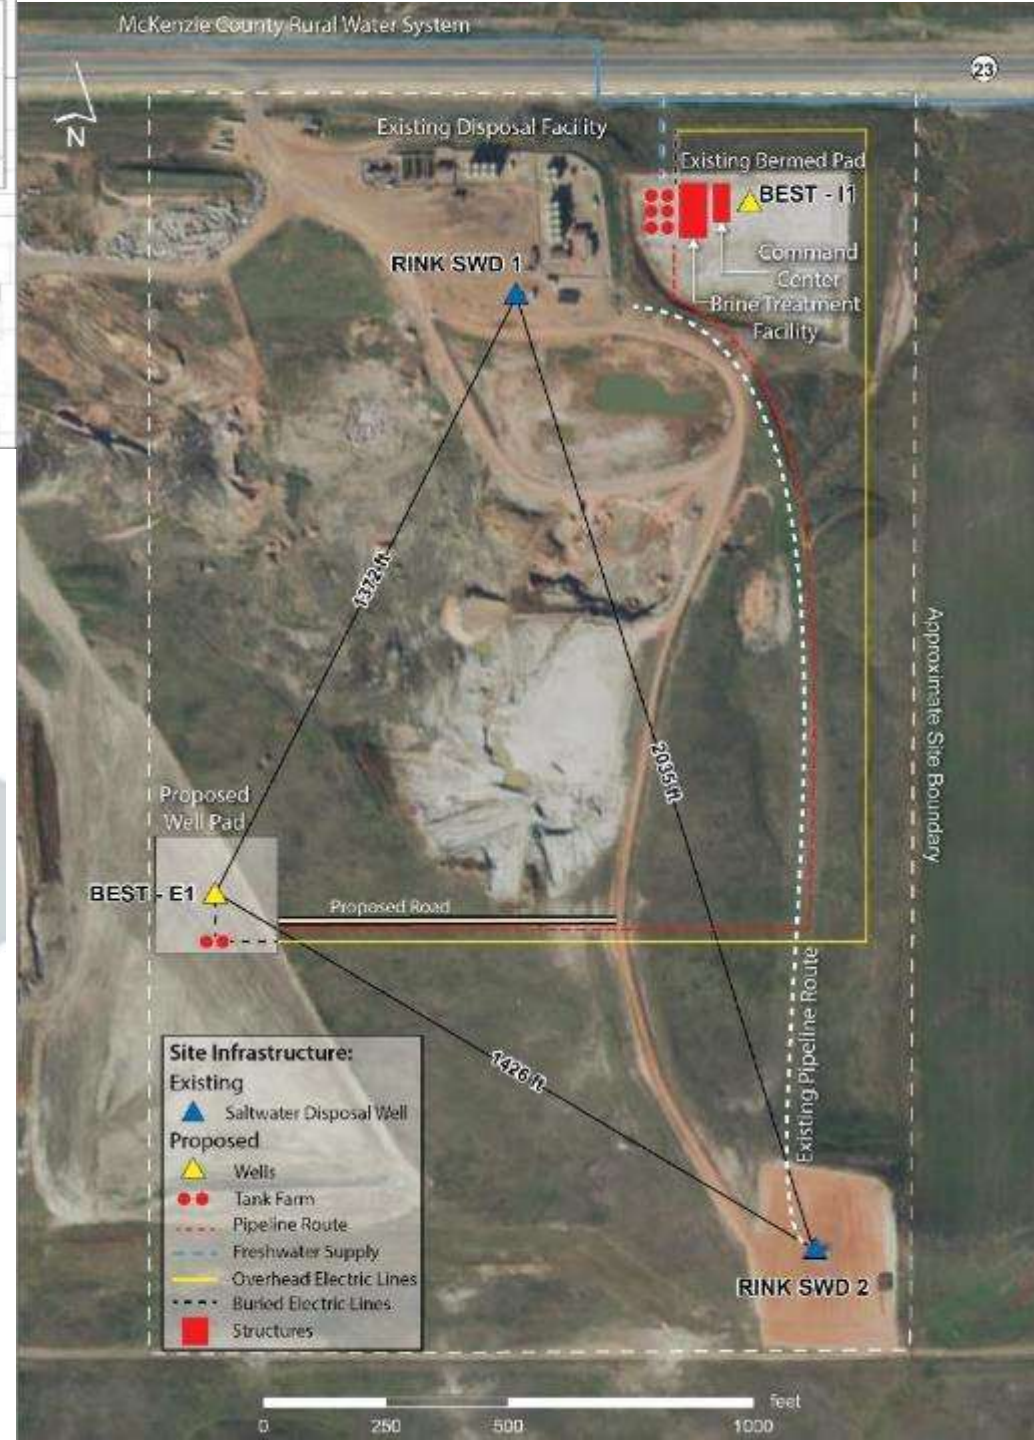 McKenzie County Rural Water System
23
N
Existing Disposal Facility
Existing Bermed Pad
BEST - I1
Command
Center
Brine Treatment
Facility
RINK SWD 1
1372 ft
2035 ft
Approximate Site Boundary
Proposed
Well Pad
BEST - E1
Proposed Road
Existing Pipeline Route
1426 ft
RINK SWD 2
Site Infrastructure:
Existing
Saltwater Disposal Well
Proposed
Wells
Tank Farm
Pipeline Route
Freshwater Supply
Overhead Electric Lines
Buried Electric Lines
Structures
feet
0 250 500 1000